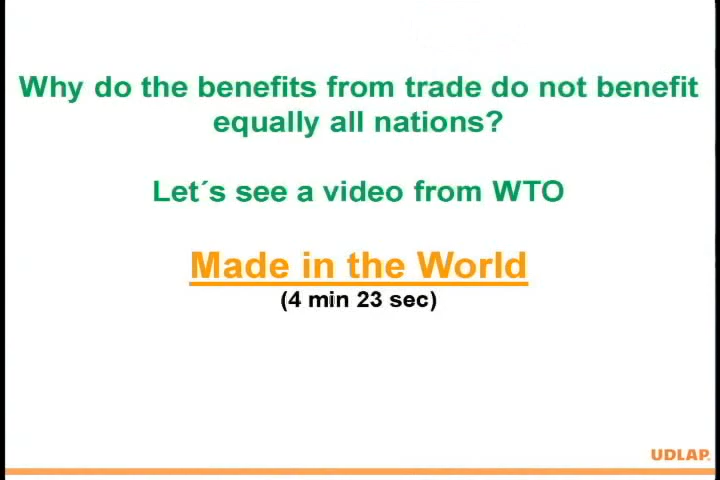 Why do the benefits from trade do not benefit
equally all nations?
Let´s see a video from WTO
Made in the World
(4 min 23 sec)
UDLAP.